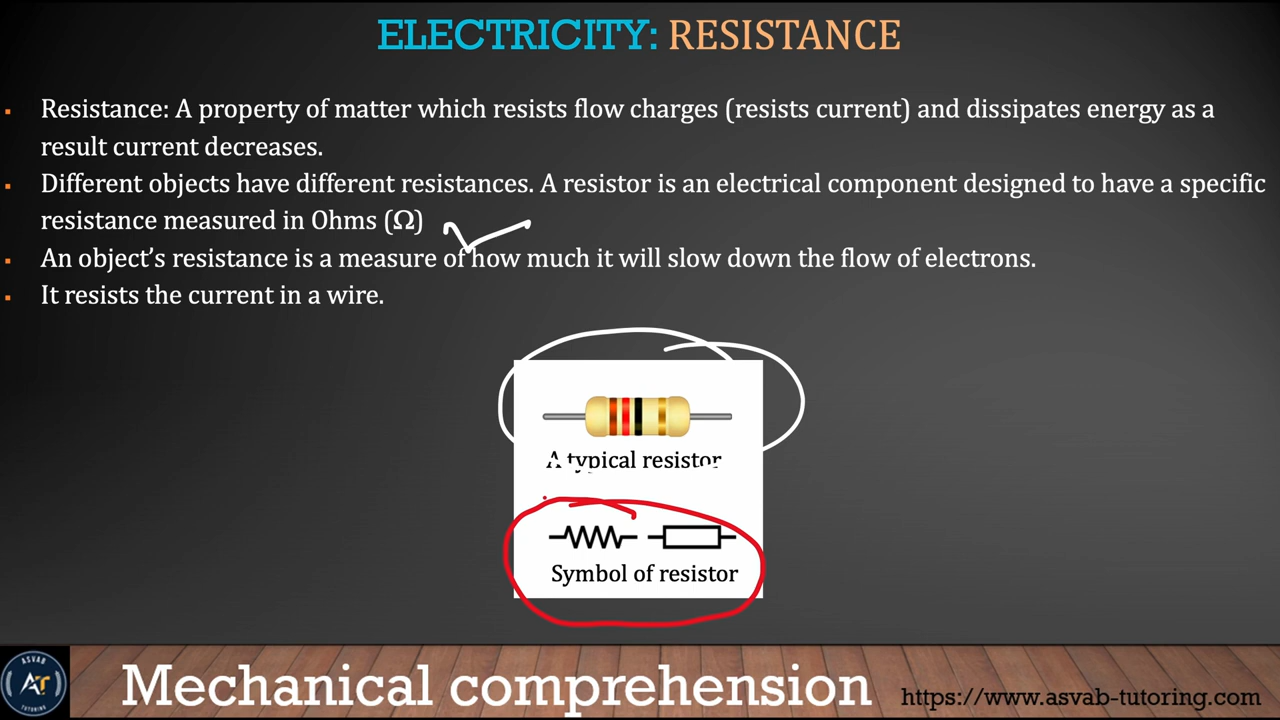 ELECTRICITY: RESISTANCE
▪ Resistance: A property of matter which resists flow charges (resists current) and dissipates energy as a
result current decreases.
▪ Different objects have different resistances. A resistor is an electrical component designed to have a specific
resistance measured in Ohms (Ω)
▪ An object’s resistance is a measure of how much it will slow down the flow of electrons.
▪ It resists the current in a wire.
A typical resistor
Symbol of resistor
ASVAB
AT
TUTORING
Mechanical comprehension
https://www.asvab-tutoring.com